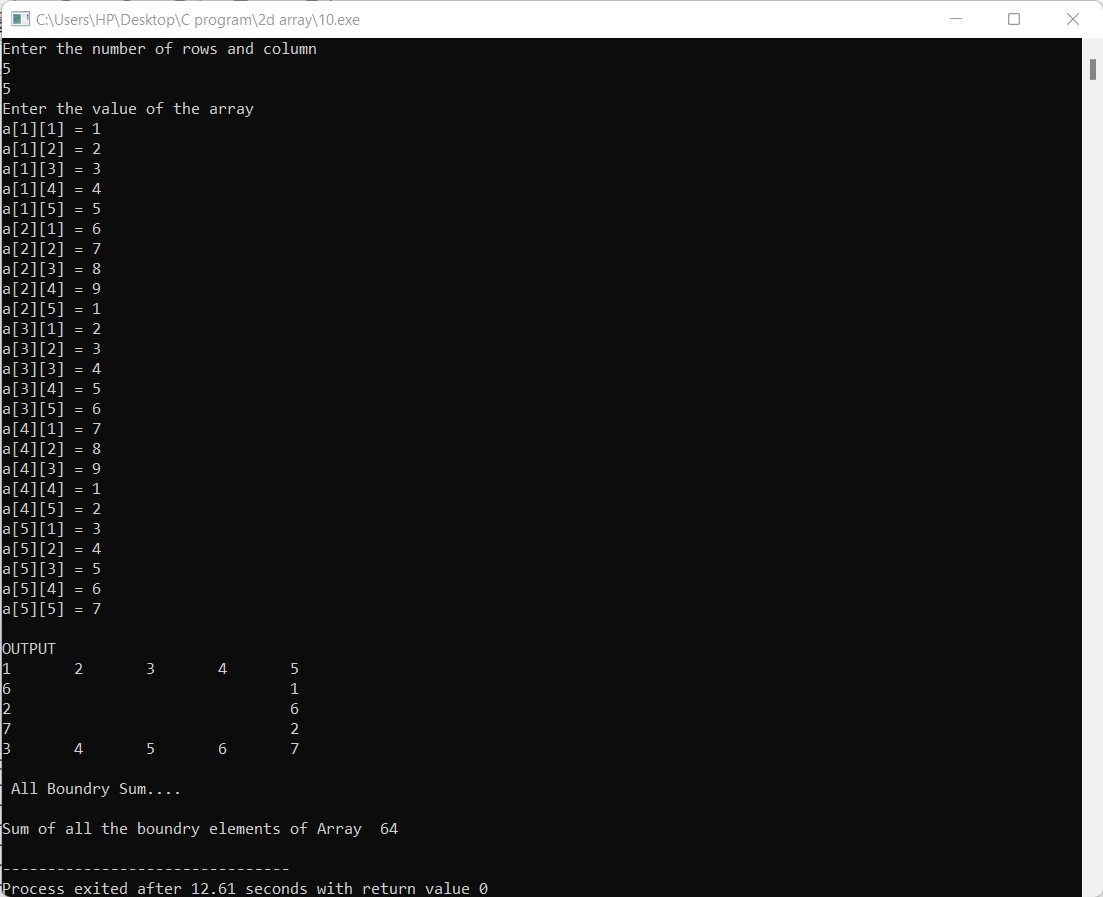 C:\Users\HP\Desktop\C program\2d array\10.exe
Enter the number of rows and column
5
5
Enter the value of the array
a[1][1] = 1
a[1][2] = 2
a[1][3] = 3
a[1][4] = 4
a[1][5] = 5
a[2][1] = 6
a[2][2] = 7
a[2][3] = 8
a[2][4] = 9
a[2][5] = 1
a[3][1] = 2
a[3][2] = 3
a[3][3] = 4
a[3][4] = 5
a[3][5] = 6
a[4][1] = 7
a[4][2] = 8
a[4][3] = 9
a[4][4] = 1
a[4][5] = 2
a[5][1] = 3
a[5][2] = 4
a[5][3] = 5
a[5][4] = 6
a[5][5] = 7
OUTPUT
1       2       3       4       5
6                               1
2                               6
7                               2
3       4       5       6       7
All Boundry Sum....
Sum of all the boundry elements of Array  64
--------------------------------
Process exited after 12.61 seconds with return value 0